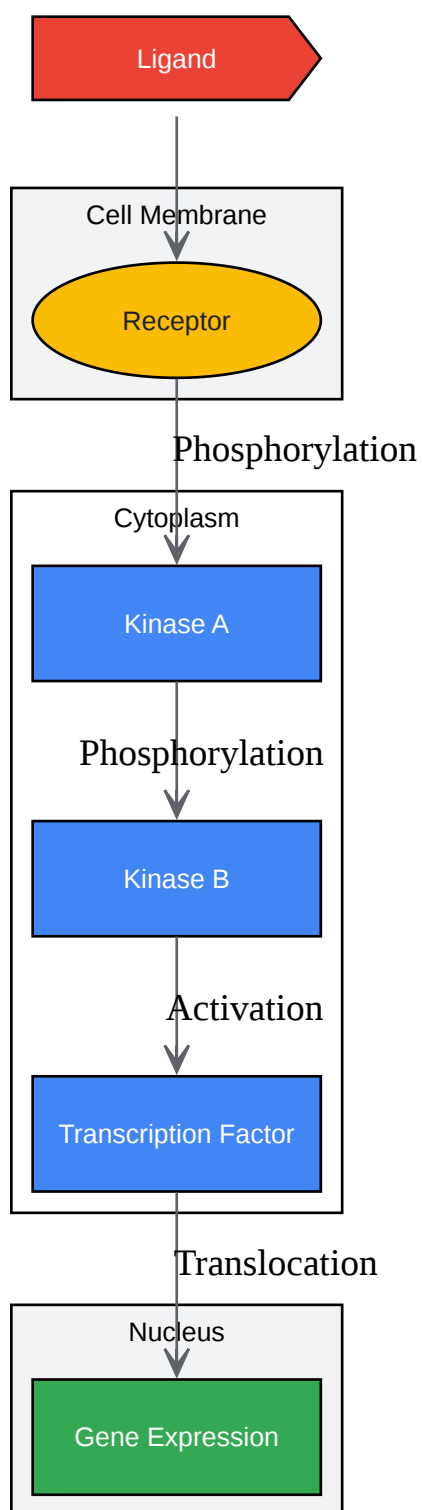 Ligand
Cell Membrane
Receptor
Phosphorylation
Cytoplasm
Kinase A
Phosphorylation
Kinase B
Activation
Transcription Factor
Translocation
Nucleus
Gene Expression